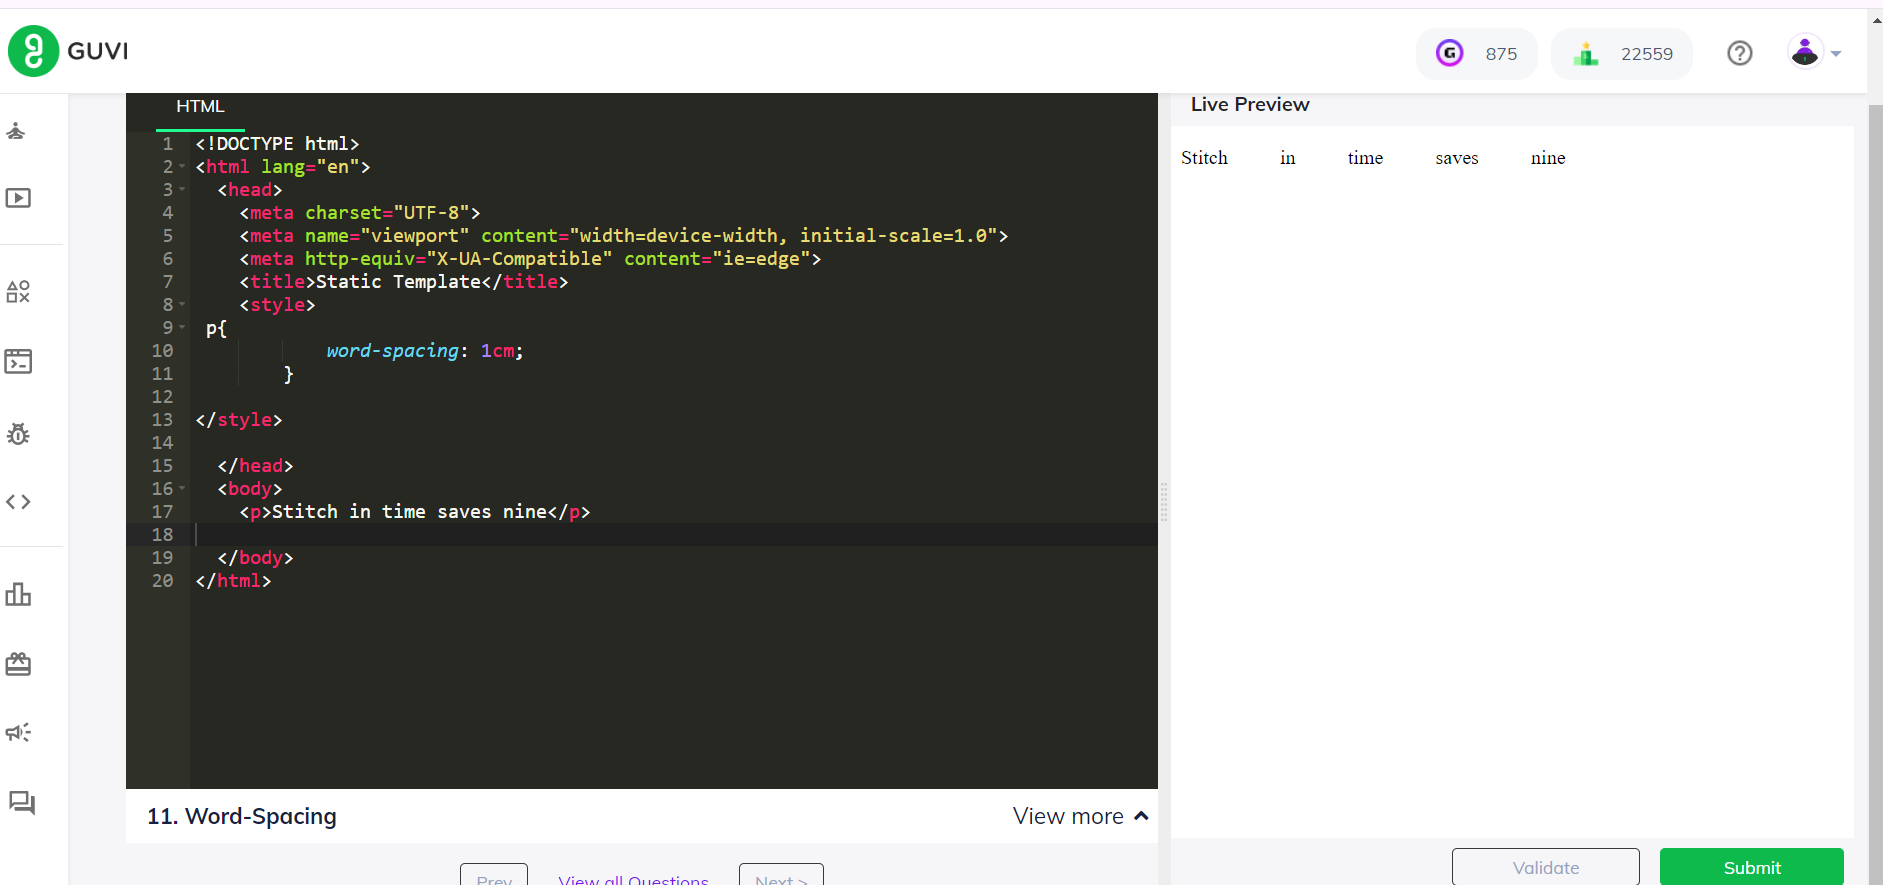 GUVI
875
22559
HTML
Live Preview
1 <!DOCTYPE html>
2 <html lang="en">
3 <head>
4 <meta charset="UTF-8">
5 <meta name="viewport" content="width=device-width, initial-scale=1.0">
6 <meta http-equiv="X-UA-Compatible" content="ie=edge">
7 <title>Static Template</title>
8 <style>
9 p{
10 word-spacing: 1cm;
11 }
12
13 </style>
14
15 </head>
16 <body>
17 <p>Stitch in time saves nine</p>
18
19 </body>
20 </html>
Stitch in time saves nine
11. Word-Spacing
View more
Prev
View all Questions
Next >
Validate
Submit